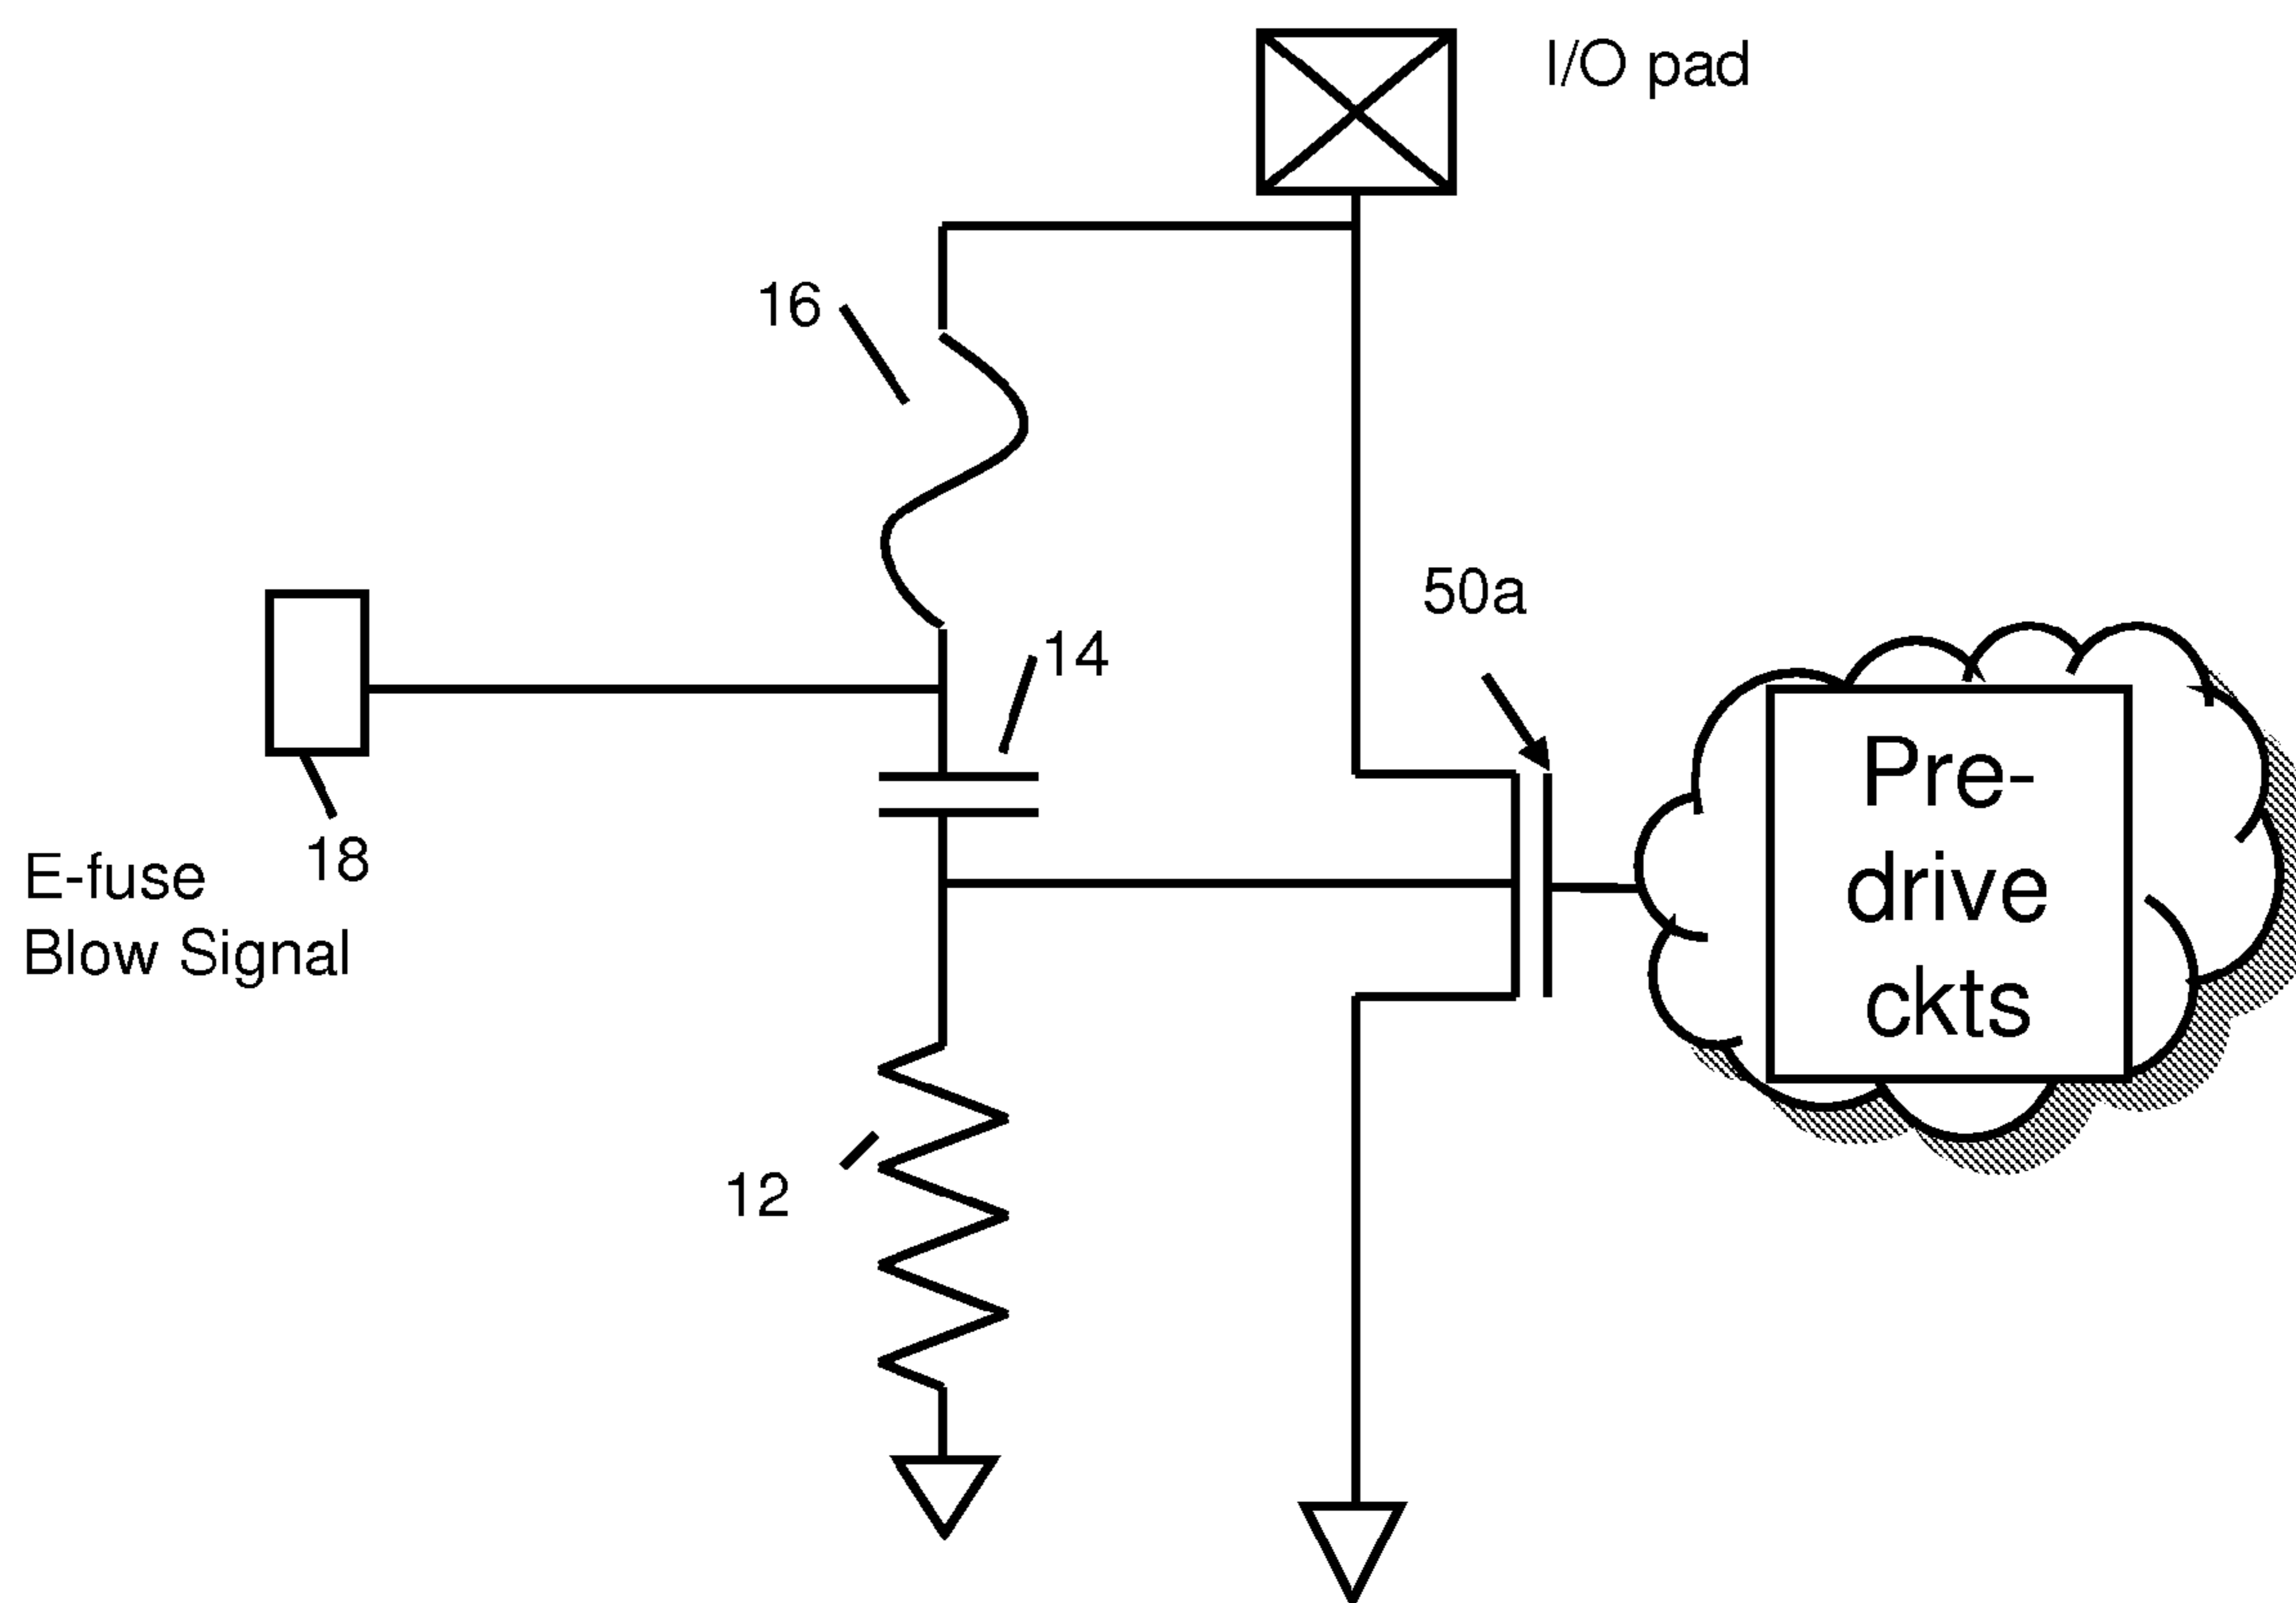 I/O pad
16
50a
14
18
E-fuse
Blow Signal
Pre-
drive
ckts
12